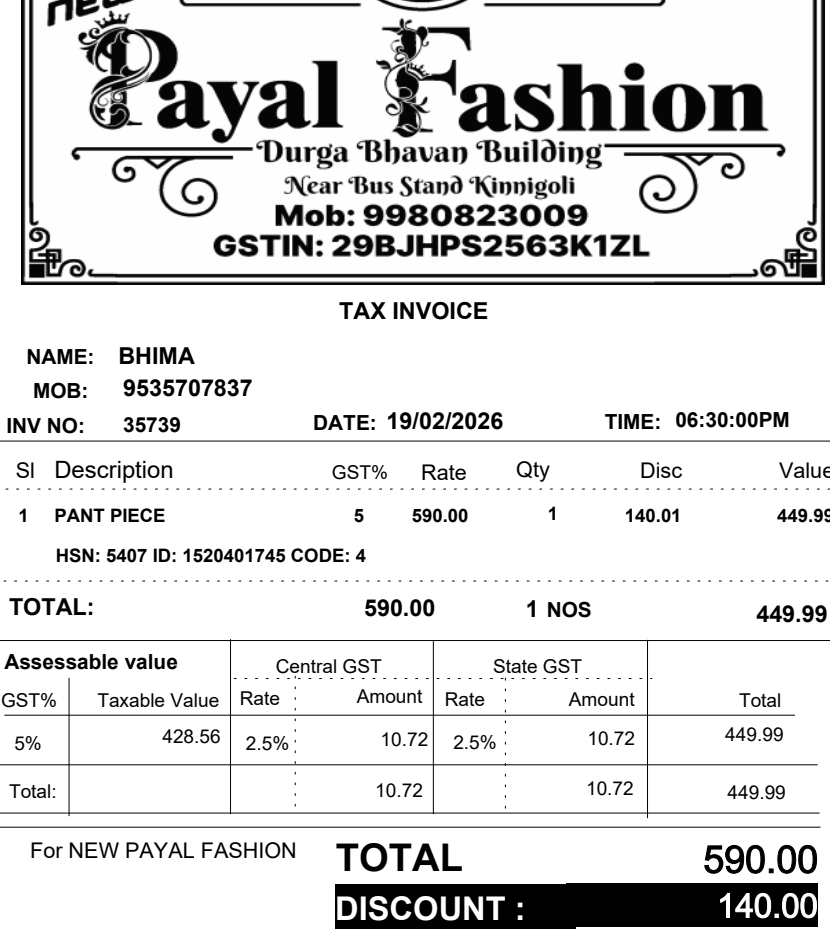 new
Payal Fashion
Durga Bhavan Building
Near Bus Stand Kinnigoli
Mob: 9980823009
GSTIN: 29BJHPS2563K1ZL
TAX INVOICE
NAME: BHIMA
MOB: 9535707837
INV NO: 35739 DATE: 19/02/2026 TIME: 06:30:00PM
Sl Description GST% Rate Qty Disc Value
1 PANT PIECE 5 590.00 1 140.01 449.99
HSN: 5407 ID: 1520401745 CODE: 4
TOTAL: 590.00 1 NOS 449.99
Assessable value Central GST State GST
GST% Taxable Value Rate Amount Rate Amount Total
5% 428.56 2.5% 10.72 2.5% 10.72 449.99
Total: 10.72 10.72 449.99
For NEW PAYAL FASHION TOTAL 590.00
DISCOUNT : 140.00